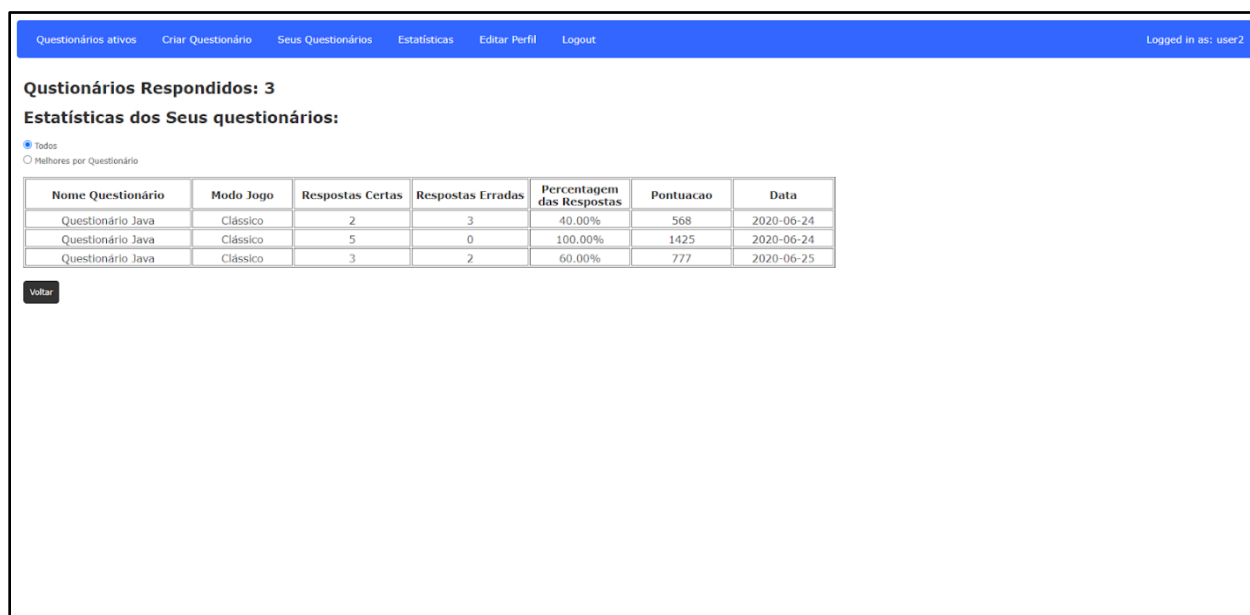 Questionários ativos Criar Questionário Seus Questionários Estatísticas Editar Perfil Logout Logged in as: user2
Qustionários Respondidos: 3
Estatísticas dos Seus questionários:
Todos
Melhores por Questionário
Nome Questionário Modo Jogo Respostas Certas Respostas Erradas Percentagem das Respostas Pontuacao Data
Questionário Java Clássico 2 3 40.00% 568 2020-06-24
Questionário Java Clássico 5 0 100.00% 1425 2020-06-24
Questionário Java Clássico 3 2 60.00% 777 2020-06-25
Voltar